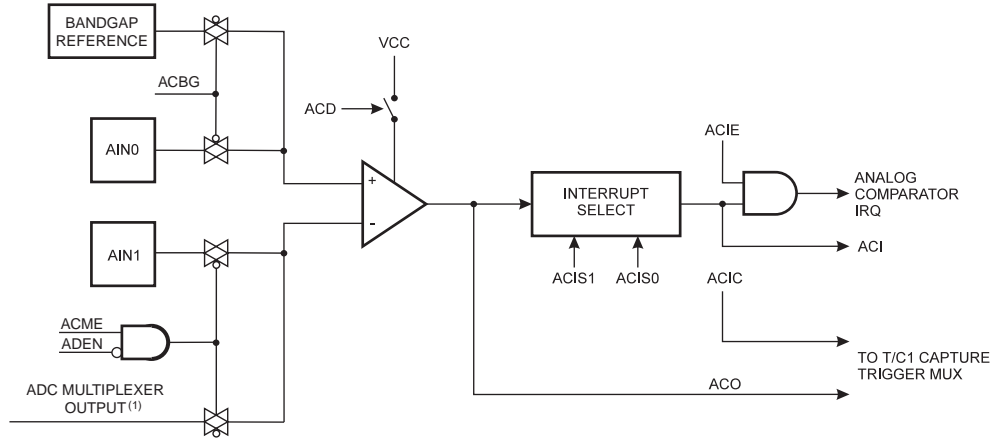 BANDGAP
REFERENCE
ACBG
AIN0
AIN1
ACME
ADEN
ADC MULTIPLEXER
OUTPUT(1)
VCC
ACD
+
-
INTERRUPT
SELECT
ACIS1
ACIS0
ACIE
ANALOG
COMPARATOR
IRQ
ACI
ACIC
TO T/C1 CAPTURE
TRIGGER MUX
ACO